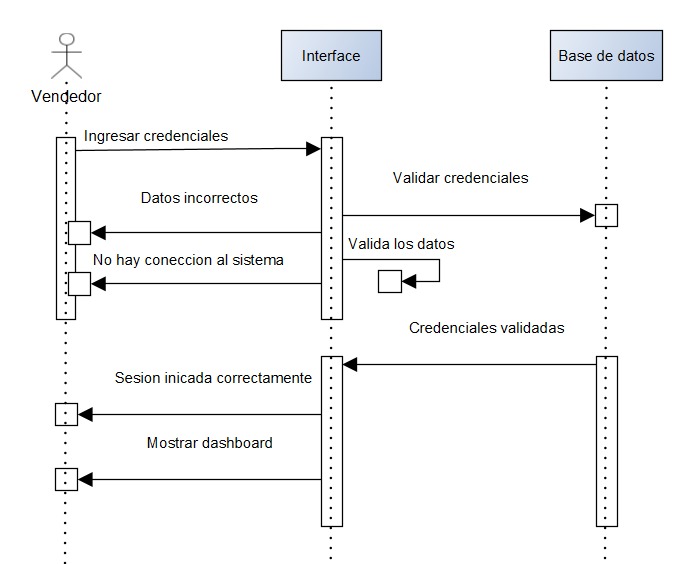 Interface
Base de datos
Vendedor
Ingresar credenciales
Validar credenciales
Datos incorrectos
Valida los datos
No hay coneccion al sistema
Credenciales validadas
Sesion inicada correctamente
Mostrar dashboard